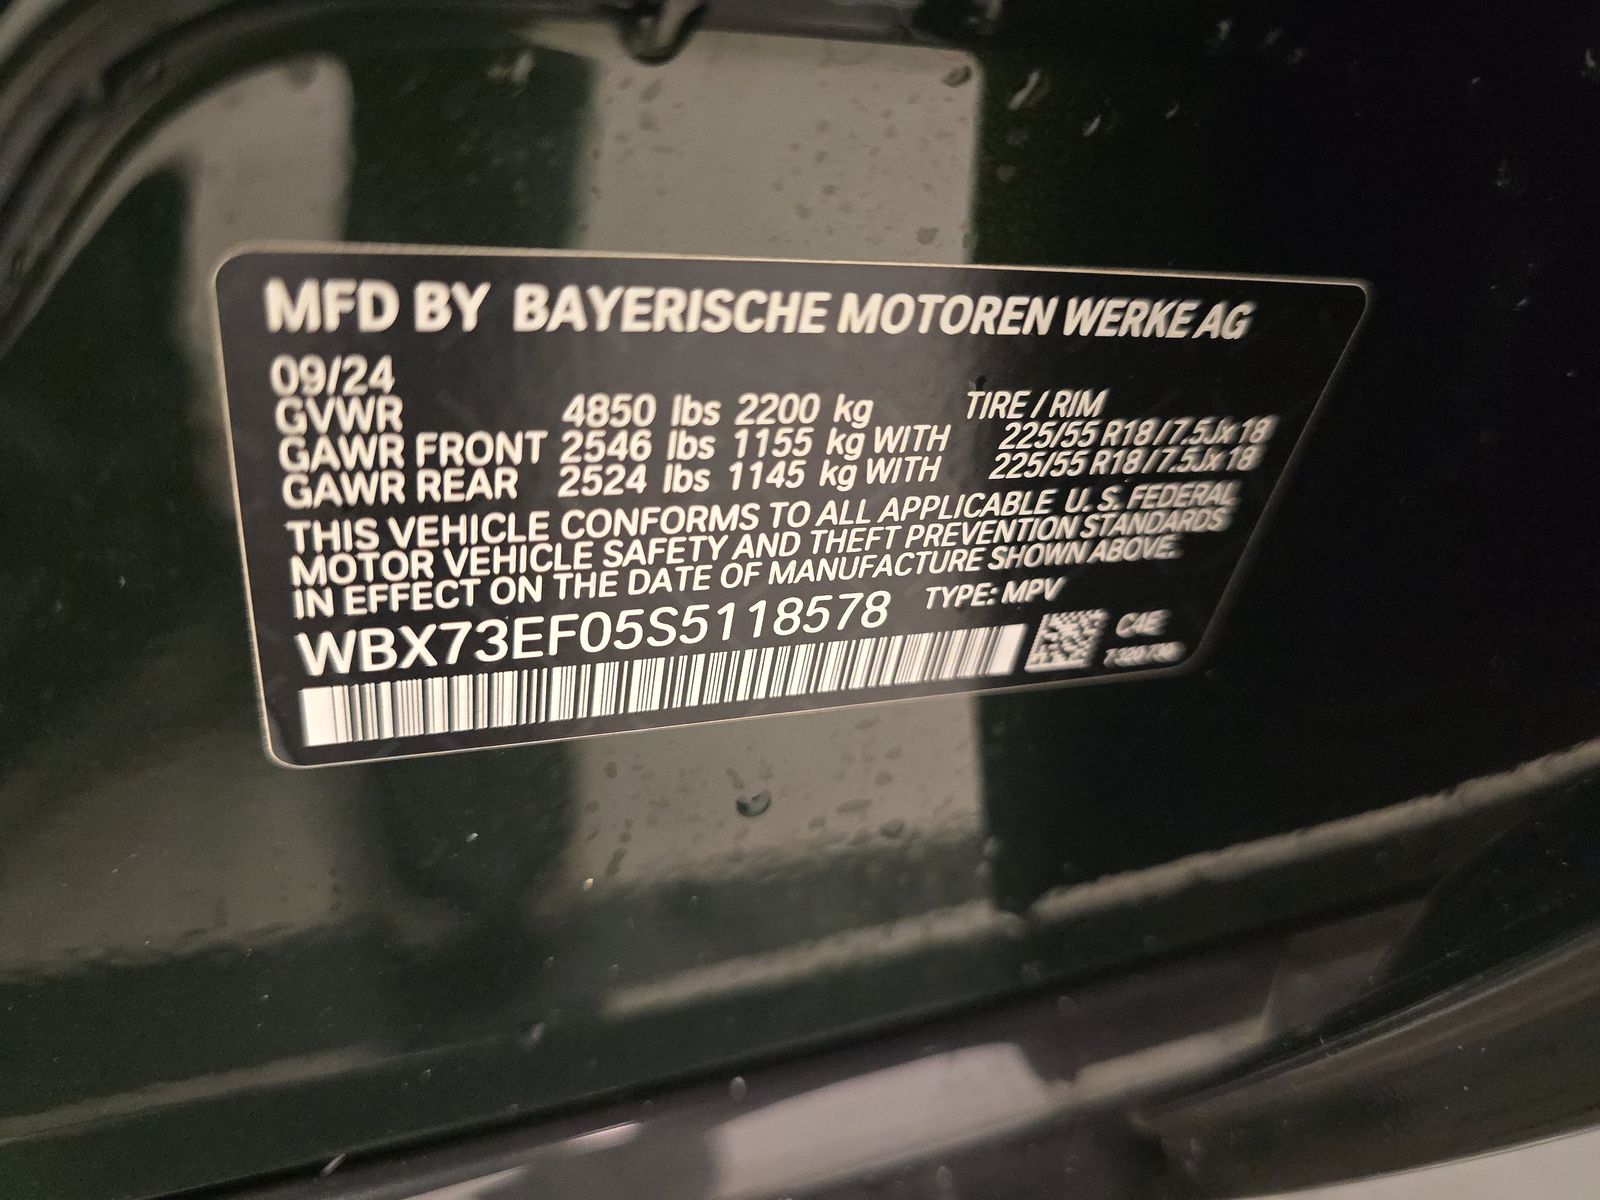 MFD BY BAYERISCHE MOTOREN WERKE AG
09/24
GVWR 4850 lbs 2200 kg TIRE / RIM
GAWR FRONT 2546 lbs 1155 kg WITH 225/55 R18/7.5Jx18
GAWR REAR 2524 lbs 1145 kg WITH 225/55 R18/7.5Jx18
THIS VEHICLE CONFORMS TO ALL APPLICABLE U.S. FEDERAL
MOTOR VEHICLE SAFETY AND THEFT PREVENTION STANDARDS
IN EFFECT ON THE DATE OF MANUFACTURE SHOWN ABOVE.
WBX73EF05S5118578 TYPE: MPV
C4E